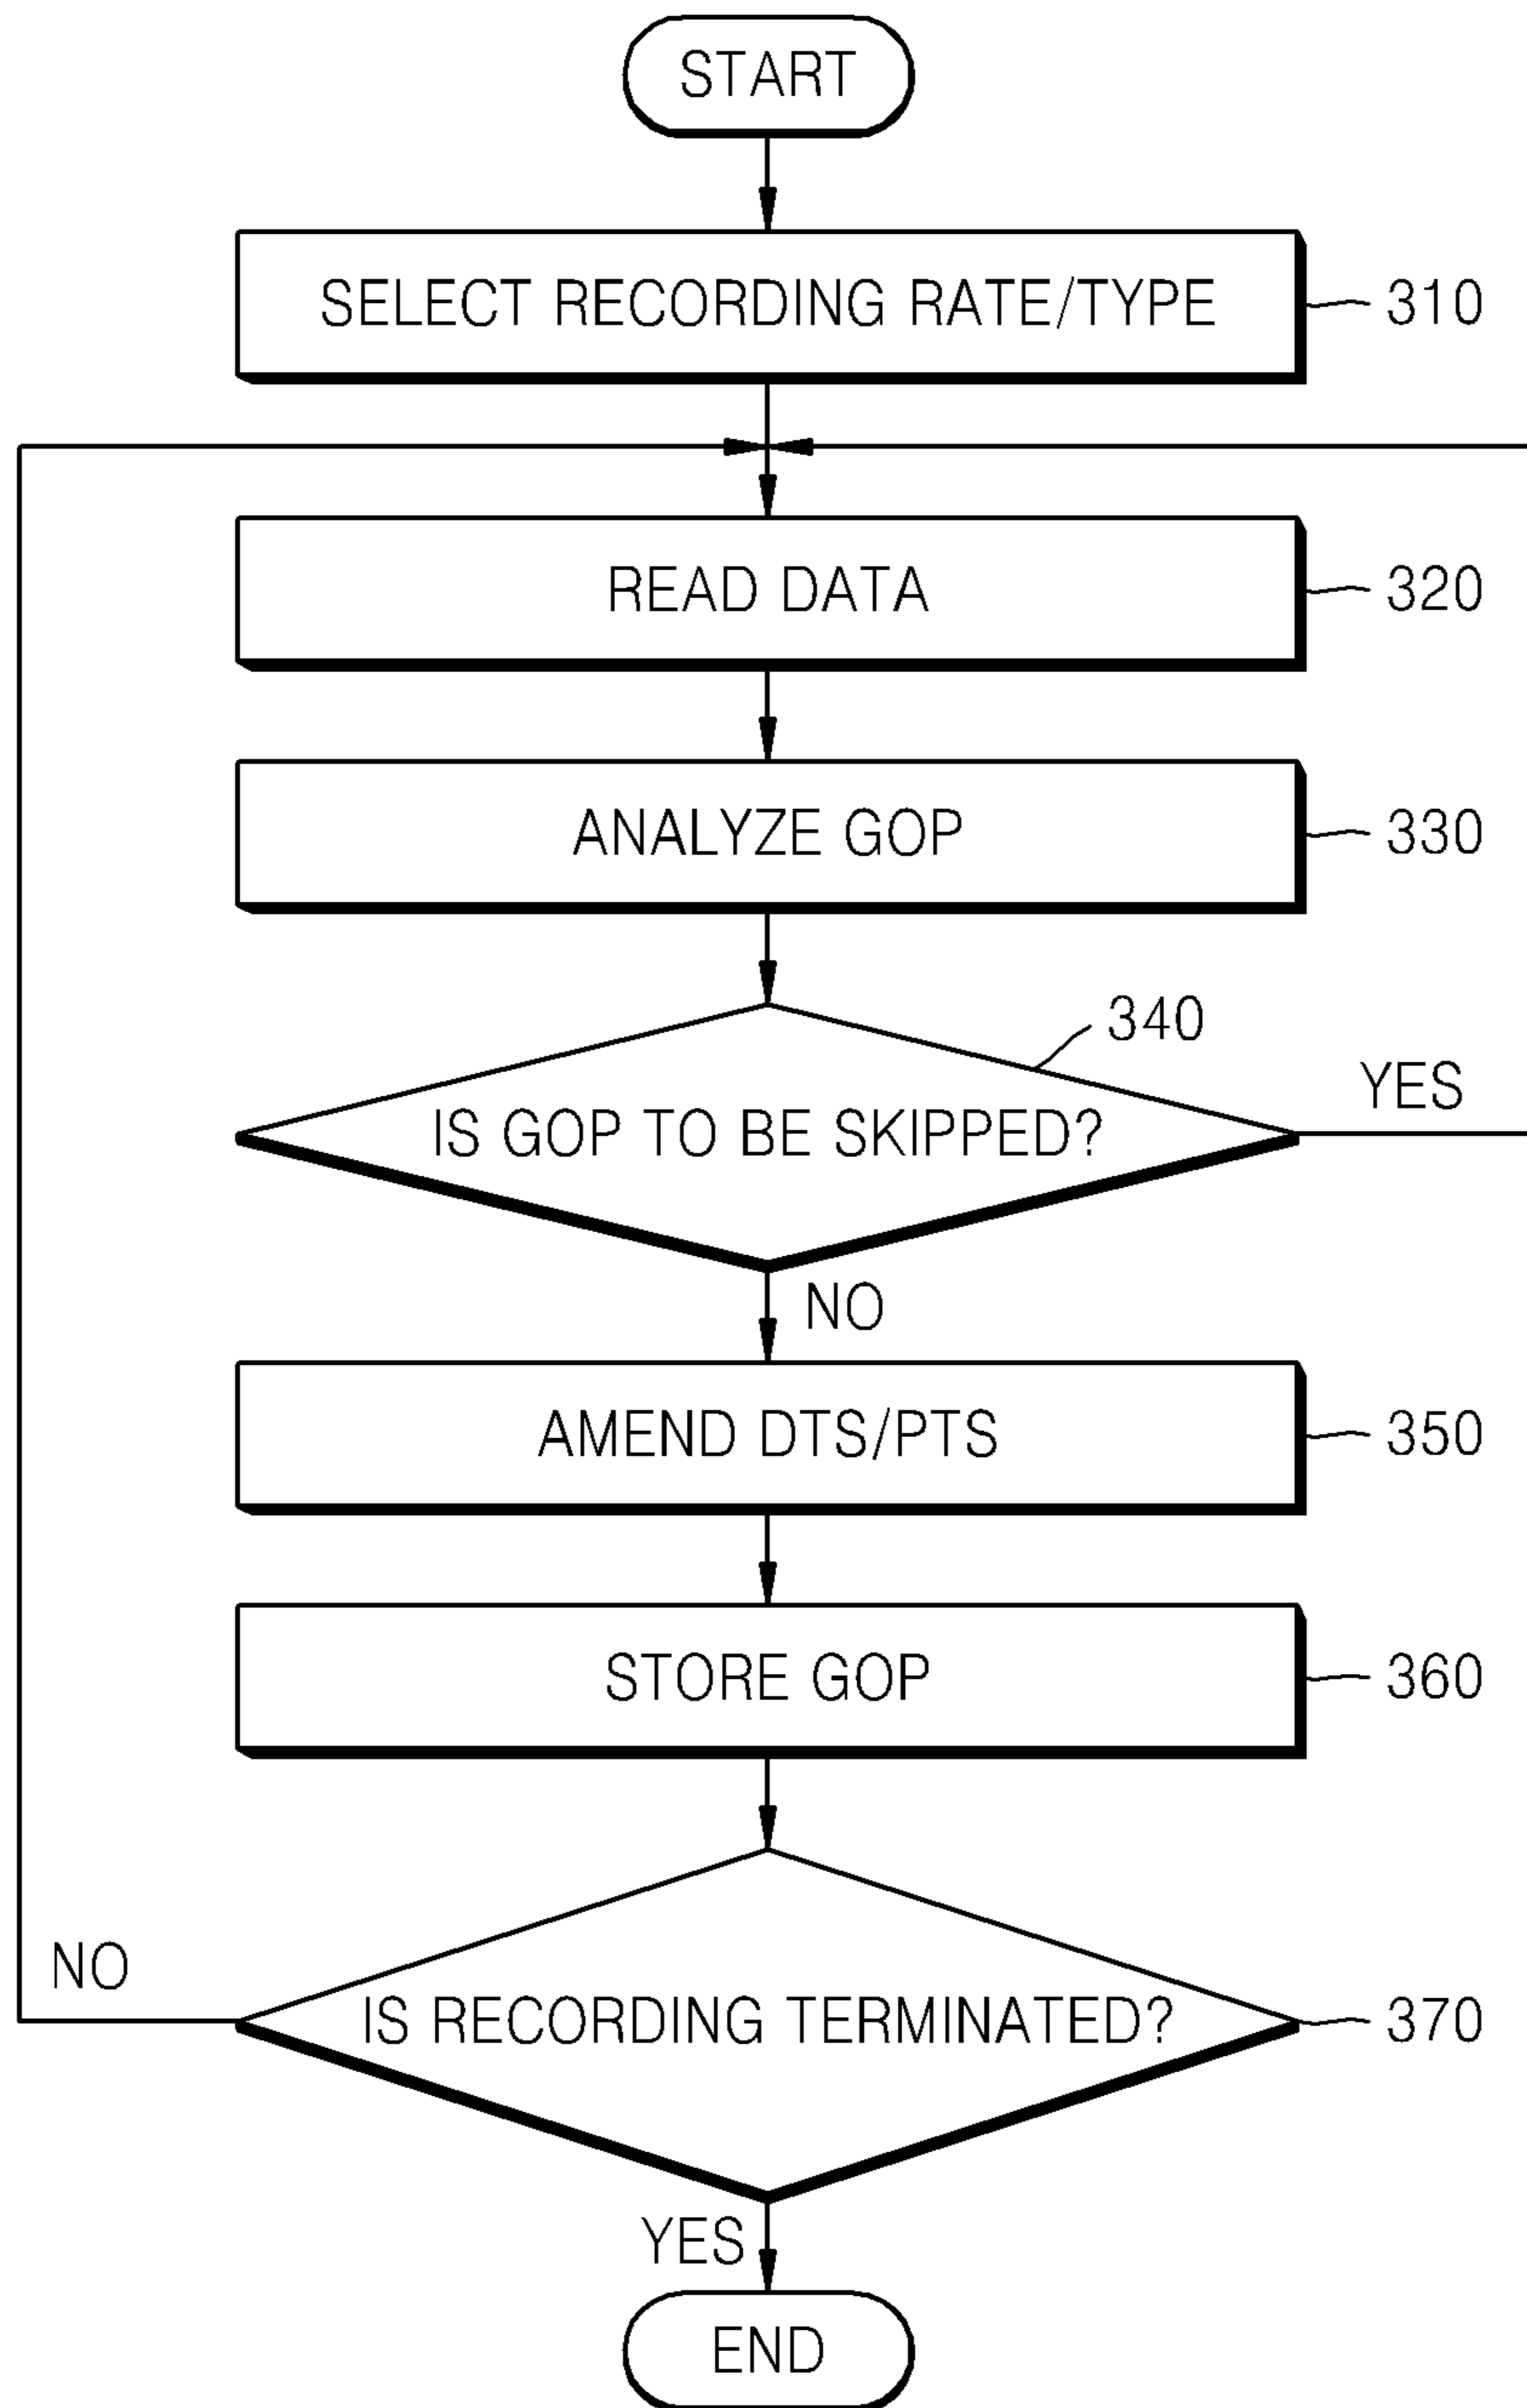 START
SELECT RECORDING RATE/TYPE
310
READ DATA
320
ANALYZE GOP
330
340
IS GOP TO BE SKIPPED?
YES
NO
AMEND DTS/PTS
350
STORE GOP
360
NO
IS RECORDING TERMINATED?
370
YES
END